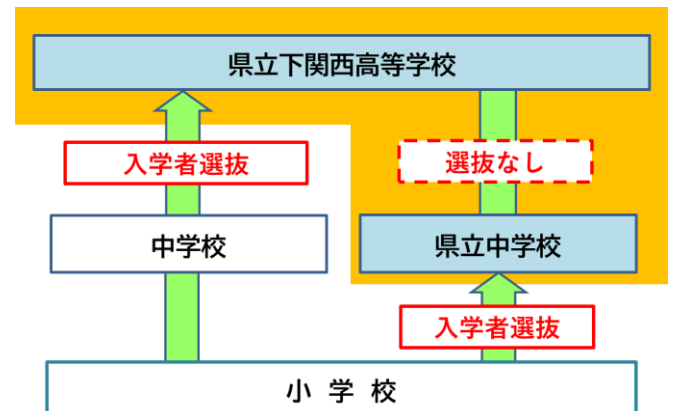 県立下関西高等学校
入学者選抜
選抜なし
中学校
県立中学校
入学者選抜
小 学 校